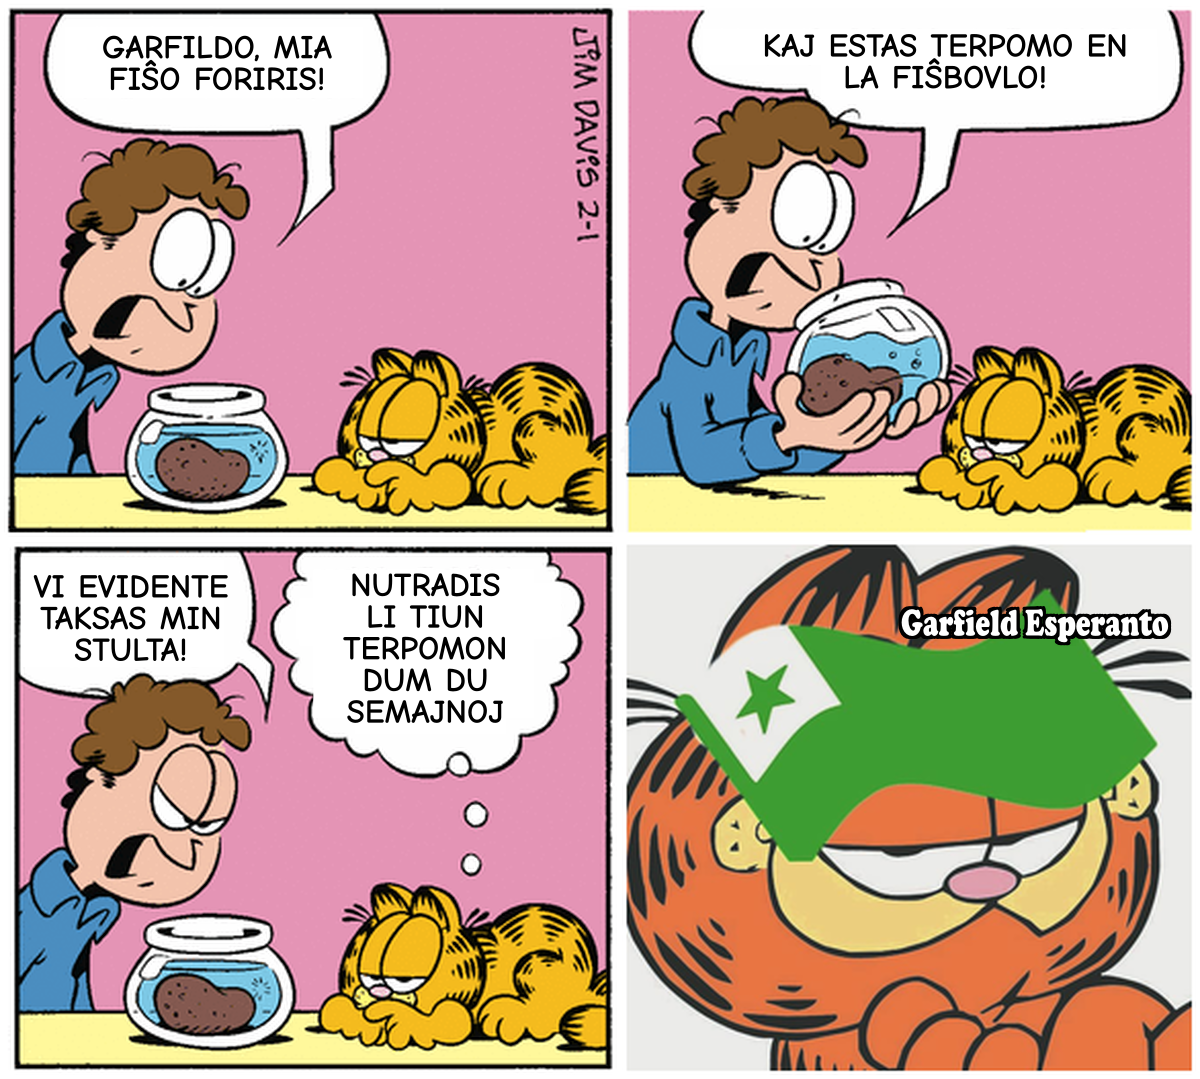 GARFILDO, MIA
FIŜO FORIRIS!
JIM DAVIS 2-1
KAJ ESTAS TERPOMO EN
LA FIŜBOVLO!
VI EVIDENTE
TAKSAS MIN
STULTA!
NUTRADIS
LI TIUN
TERPOMON
DUM DU
SEMAJNOJ
Garfield Esperanto